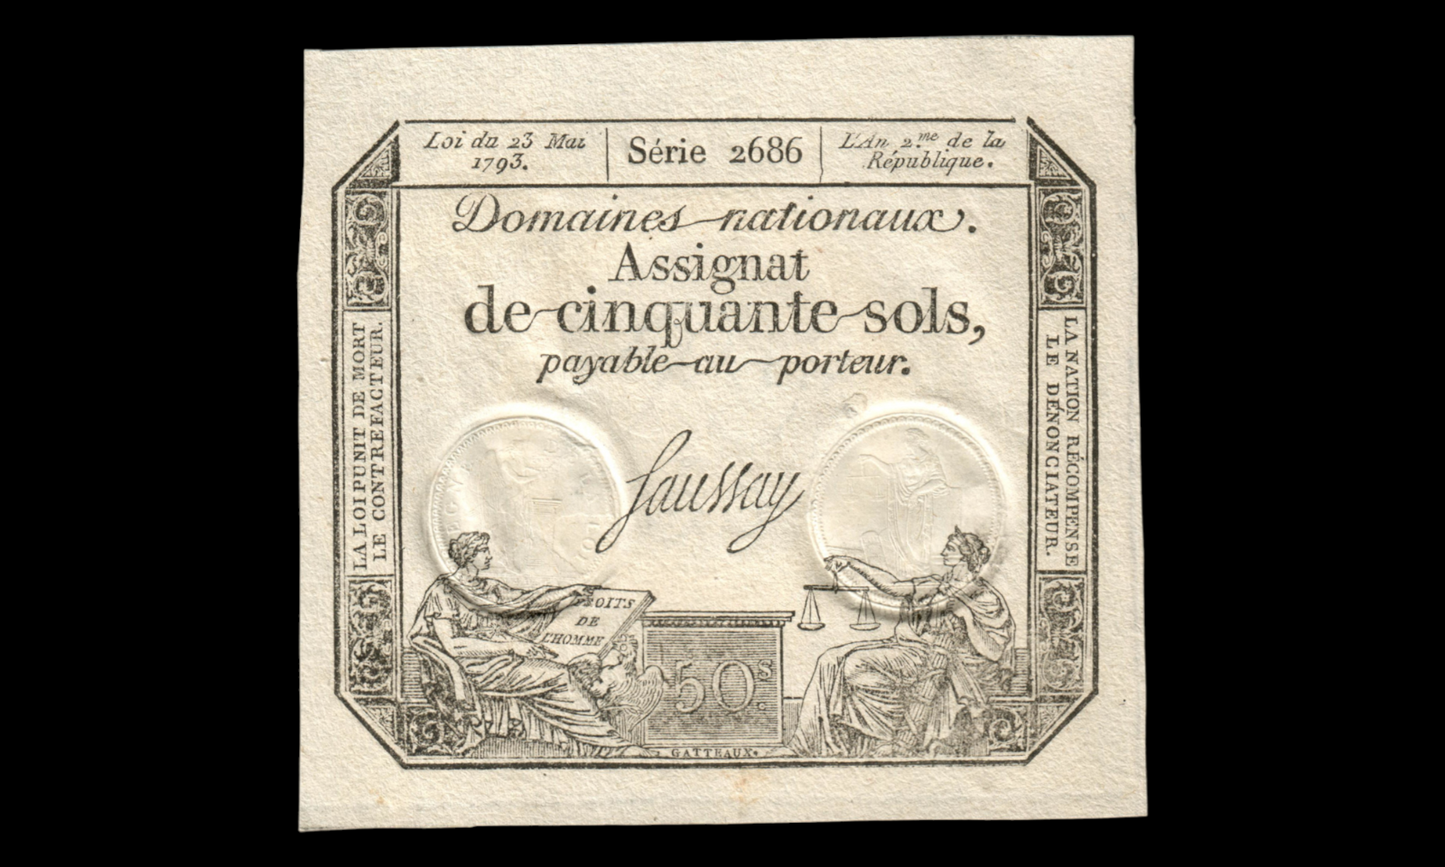 Loi du 23 Mai
1793.
Série 2686
L'An 2.me de la
République.
Domaines nationaux.
Assignat
de cinquante sols,
payable au porteur.
LA LOI PUNIT DE MORT
LE CONTREFACTEUR.
LA NATION RÉCOMPENSE
LE DÉNONCIATEUR.
Saussay
DROITS
DE
L'HOMME
50.s
GATTEAUX.